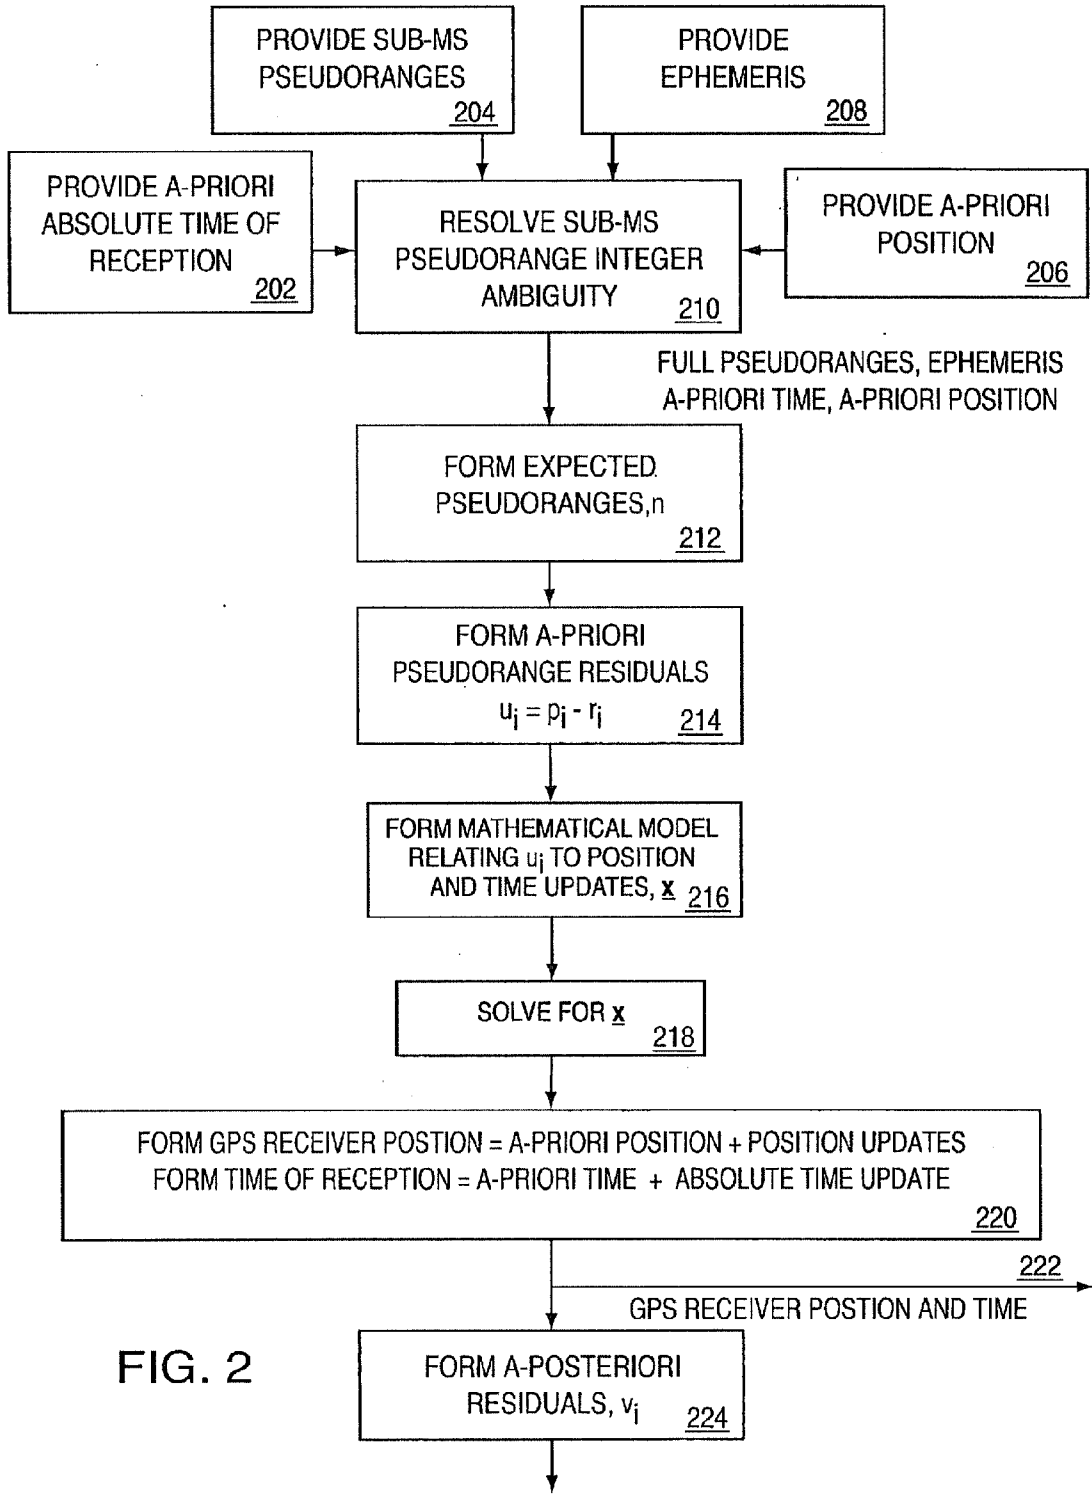 PROVIDE SUB-MS
PSEUDORANGES
204
PROVIDE
EPHEMERIS
208
PROVIDE A-PRIORI
ABSOLUTE TIME OF
RECEPTION
202
RESOLVE SUB-MS
PSEUDORANGE INTEGER
AMBIGUITY
210
PROVIDE A-PRIORI
POSITION
206
FULL PSEUDORANGES, EPHEMERIS
A-PRIORI TIME, A-PRIORI POSITION
FORM EXPECTED
PSEUDORANGES,n
212
FORM A-PRIORI
PSEUDORANGE RESIDUALS
ui = pi - ri
214
FORM MATHEMATICAL MODEL
RELATING ui TO POSITION
AND TIME UPDATES, x
216
SOLVE FOR x
218
FORM GPS RECEIVER POSTION = A-PRIORI POSITION + POSITION UPDATES
FORM TIME OF RECEPTION = A-PRIORI TIME + ABSOLUTE TIME UPDATE
220
222
GPS RECEIVER POSTION AND TIME
FIG. 2
FORM A-POSTERIORI
RESIDUALS, vi
224